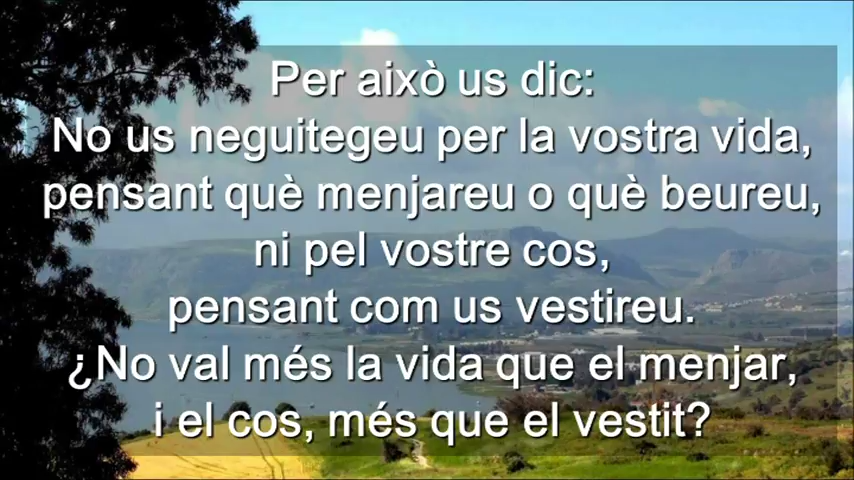 Per això us dic:
No us neguitegeu per la vostra vida,
pensant què menjareu o què beureu,
ni pel vostre cos,
pensant com us vestireu.
¿No val més la vida que el menjar,
i el cos, més que el vestit?